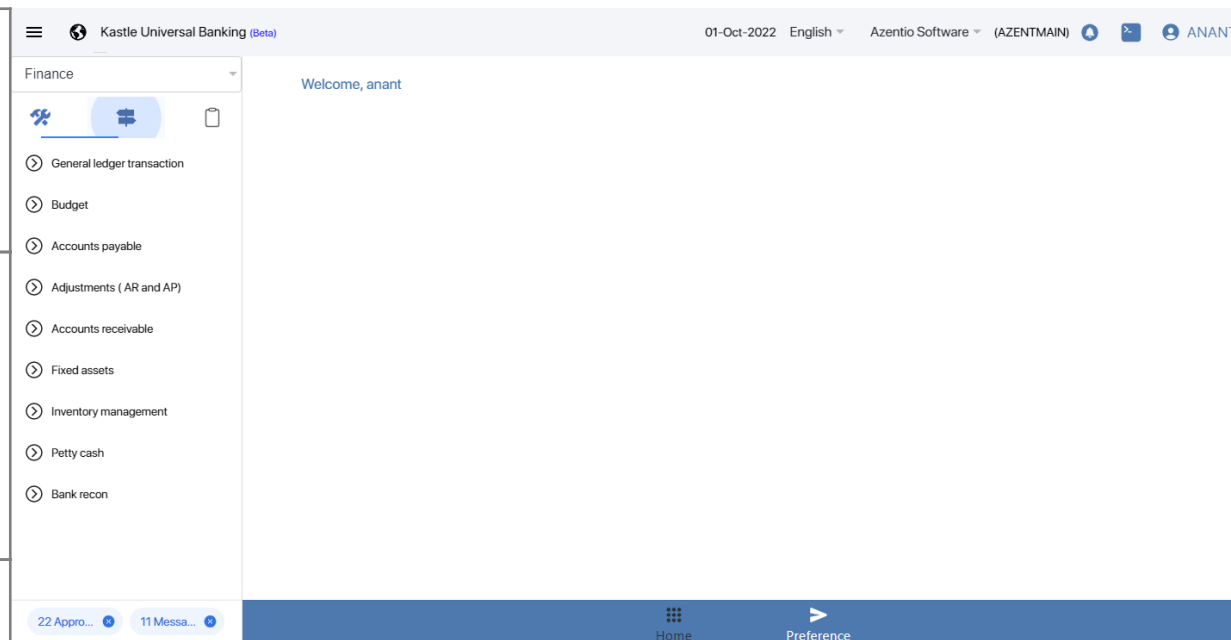 Kastle Universal Banking (Beta)
01-Oct-2022 English Azentio Software (AZENTMAIN) ANANT
Finance
Welcome, anant
General ledger transaction
Budget
Accounts payable
Adjustments ( AR and AP)
Accounts receivable
Fixed assets
Inventory management
Petty cash
Bank recon
22 Appro... 11 Messa...
Home Preference